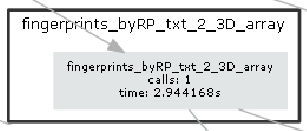 fingerprints_byRP_txt_2_3D_array
fingerprints_byRP_txt_2_3D_array
calls: 1
time: 2.944168s